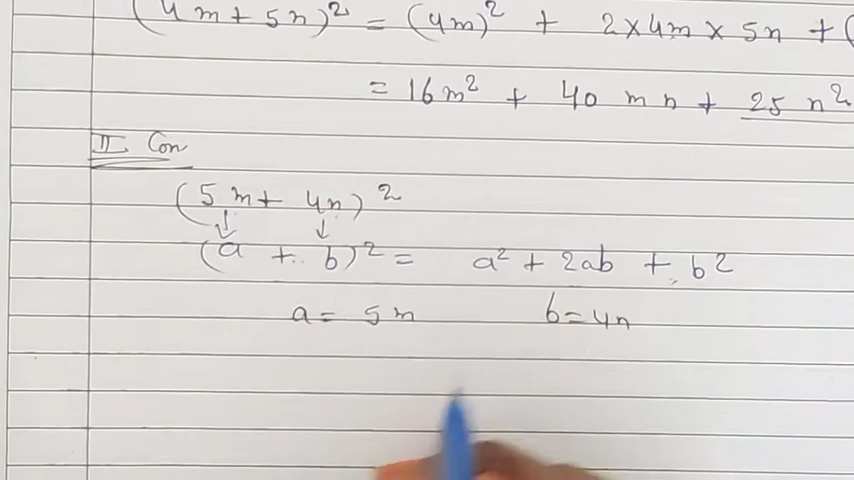 (4m + 5n)² = (4m)² + 2×4m × 5n + (
= 16m² + 40 mn + 25 n²
II Con
(5m + 4n)²
↓ ↓
(a + b)² = a² + 2ab + b²
a = 5m b = 4n